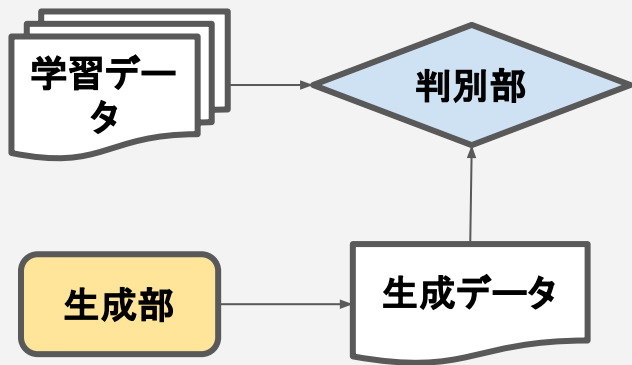 学習デー
タ
判別部
生成部
生成データ